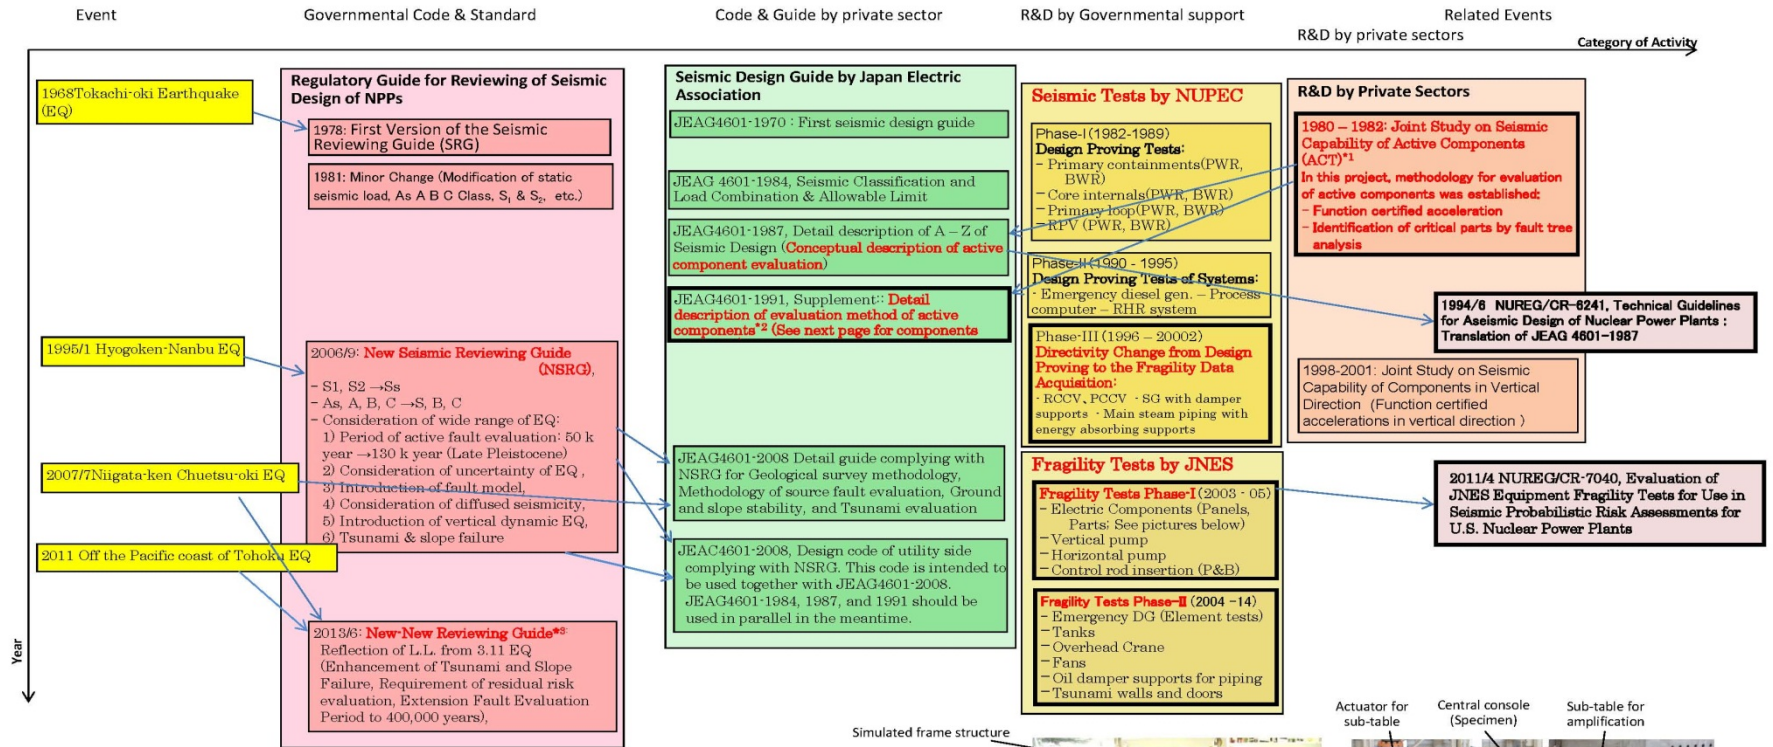 Event
Governmental Code & Standard
Code & Guide by private sector
R&D by Governmental support
Related Events
R&D by private sectors
Category of Activity
Year
1968Tokachi-oki Earthquake
(EQ)
1995/1 Hyogoken-Nanbu EQ
2007/7Niigata-ken Chuetsu-oki EQ
2011 Off the Pacific coast of Tohoku EQ
Regulatory Guide for Reviewing of Seismic
Design of NPPs
1978: First Version of the Seismic
Reviewing Guide (SRG)
1981: Minor Change (Modification of static
seismic load, As A B C Class, S₁ & S₂, etc.)
2006/9: New Seismic Reviewing Guide
(NSRG),
– S1, S2 →Ss
– As, A, B, C →S, B, C
– Consideration of wide range of EQ:
1) Period of active fault evaluation: 50 k
year →130 k year (Late Pleistocene)
2) Consideration of uncertainty of EQ ,
3) Introduction of fault model,
4) Consideration of diffused seismicity,
5) Introduction of vertical dynamic EQ,
6) Tsunami & slope failure
2013/6: New-New Reviewing Guide*³:
Reflection of L.L. from 3.11 EQ
(Enhancement of Tsunami and Slope
Failure, Requirement of residual risk
evaluation, Extension Fault Evaluation
Period to 400,000 years),
Seismic Design Guide by Japan Electric
Association
JEAG4601-1970 : First seismic design guide
JEAG 4601-1984, Seismic Classification and
Load Combination & Allowable Limit
JEAG4601-1987, Detail description of A – Z of
Seismic Design (Conceptual description of active
component evaluation)
JEAG4601-1991, Supplement:: Detail
description of evaluation method of active
components*² (See next page for components
JEAG4601-2008 Detail guide complying with
NSRG for Geological survey methodology,
Methodology of source fault evaluation, Ground
and slope stability, and Tsunami evaluation
JEAC4601-2008, Design code of utility side
complying with NSRG. This code is intended to
be used together with JEAG4601-2008.
JEAG4601-1984, 1987, and 1991 should be
used in parallel in the meantime.
Seismic Tests by NUPEC
Phase-I (1982-1989)
Design Proving Tests:
– Primary containments(PWR,
BWR)
– Core internals(PWR, BWR)
– Primary loop(PWR, BWR)
– RPV (PWR, BWR)
Phase-II (1990 - 1995)
Design Proving Tests of Systems:
· Emergency diesel gen. – Process
computer – RHR system
Phase-III (1996 – 20002)
Directivity Change from Design
Proving to the Fragility Data
Acquisition:
· RCCV、PCCV · SG with damper
supports · Main steam piping with
energy absorbing supports
Fragility Tests by JNES
Fragility Tests Phase-I (2003 - 05)
– Electric Components (Panels,
Parts; See pictures below)
– Vertical pump
– Horizontal pump
– Control rod insertion (P&B)
Fragility Tests Phase-II (2004 -14)
– Emergency DG (Element tests)
– Tanks
– Overhead Crane
– Fans
– Oil damper supports for piping
– Tsunami walls and doors
R&D by Private Sectors
1980 – 1982: Joint Study on Seismic
Capability of Active Components
(ACT)*¹
In this project, methodology for evaluation
of active components was established;
– Function certified acceleration
– Identification of critical parts by fault tree
analysis
1994/6 NUREG/CR-6241, Technical Guidelines
for Aseismic Design of Nuclear Power Plants :
Translation of JEAG 4601-1987
1998-2001: Joint Study on Seismic
Capability of Components in Vertical
Direction (Function certified
accelerations in vertical direction )
2011/4 NUREG/CR-7040, Evaluation of
JNES Equipment Fragility Tests for Use in
Seismic Probabilistic Risk Assessments for
U.S. Nuclear Power Plants
Simulated frame structure
Actuator for
sub-table
Central console
(Specimen)
Sub-table for
amplification